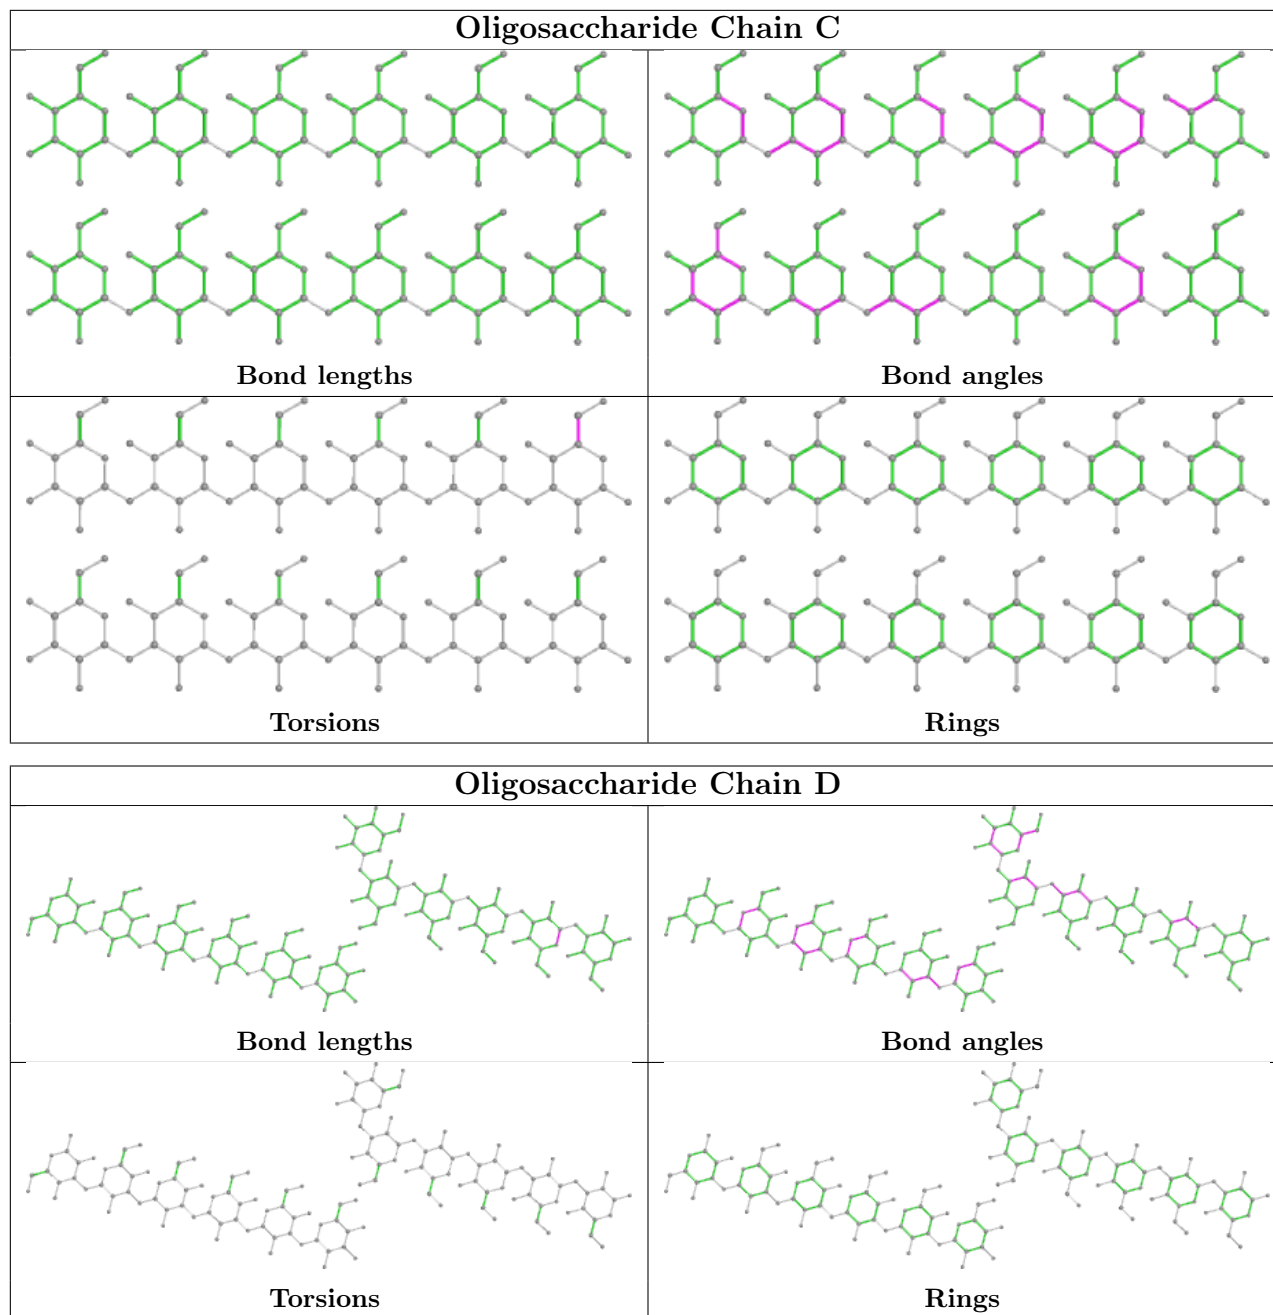 Oligosaccharide Chain C
Bond lengths
Bond angles
Torsions
Rings
Oligosaccharide Chain D
Bond lengths
Bond angles
Torsions
Rings